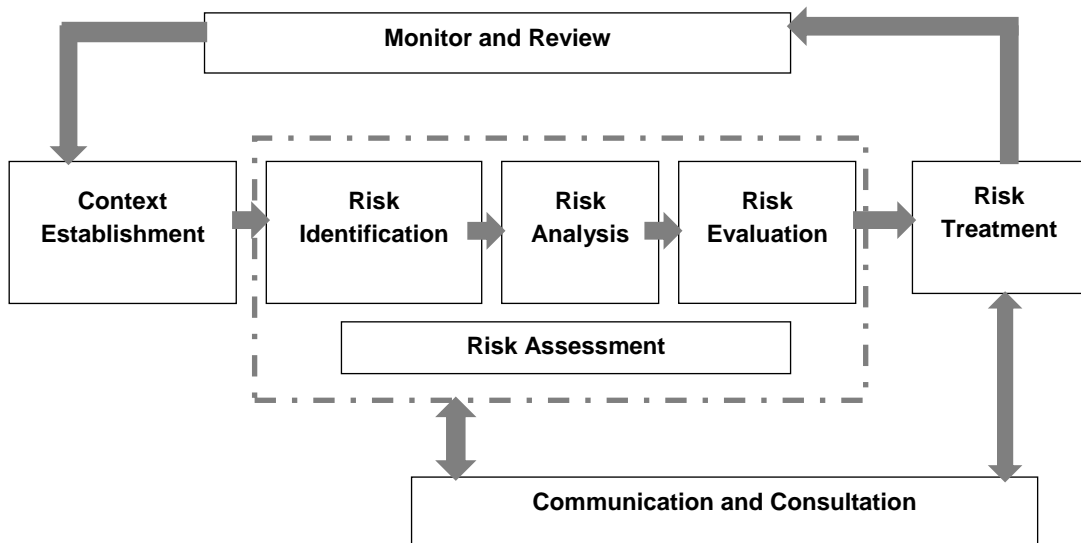 Monitor and Review
Context
Establishment
Risk
Identification
Risk
Analysis
Risk
Evaluation
Risk
Treatment
Risk Assessment
Communication and Consultation